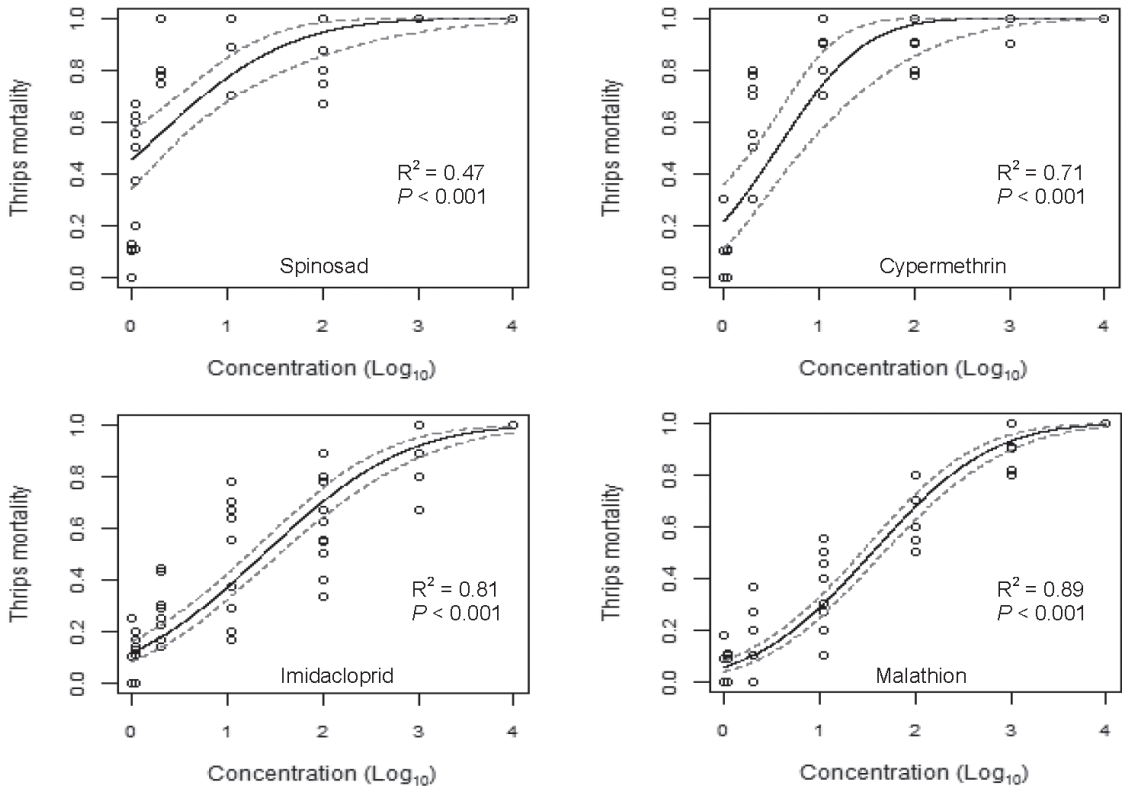 Thrips mortality
1.0
0.8
0.6
0.4
0.2
0.0
R² = 0.47
P < 0.001
Spinosad
0 1 2 3 4
Concentration (Log₁₀)
Thrips mortality
1.0
0.8
0.6
0.4
0.2
0.0
R² = 0.71
P < 0.001
Cypermethrin
0 1 2 3 4
Concentration (Log₁₀)
Thrips mortality
1.0
0.8
0.6
0.4
0.2
0.0
R² = 0.81
P < 0.001
Imidacloprid
0 1 2 3 4
Concentration (Log₁₀)
Thrips mortality
1.0
0.8
0.6
0.4
0.2
0.0
R² = 0.89
P < 0.001
Malathion
0 1 2 3 4
Concentration (Log₁₀)